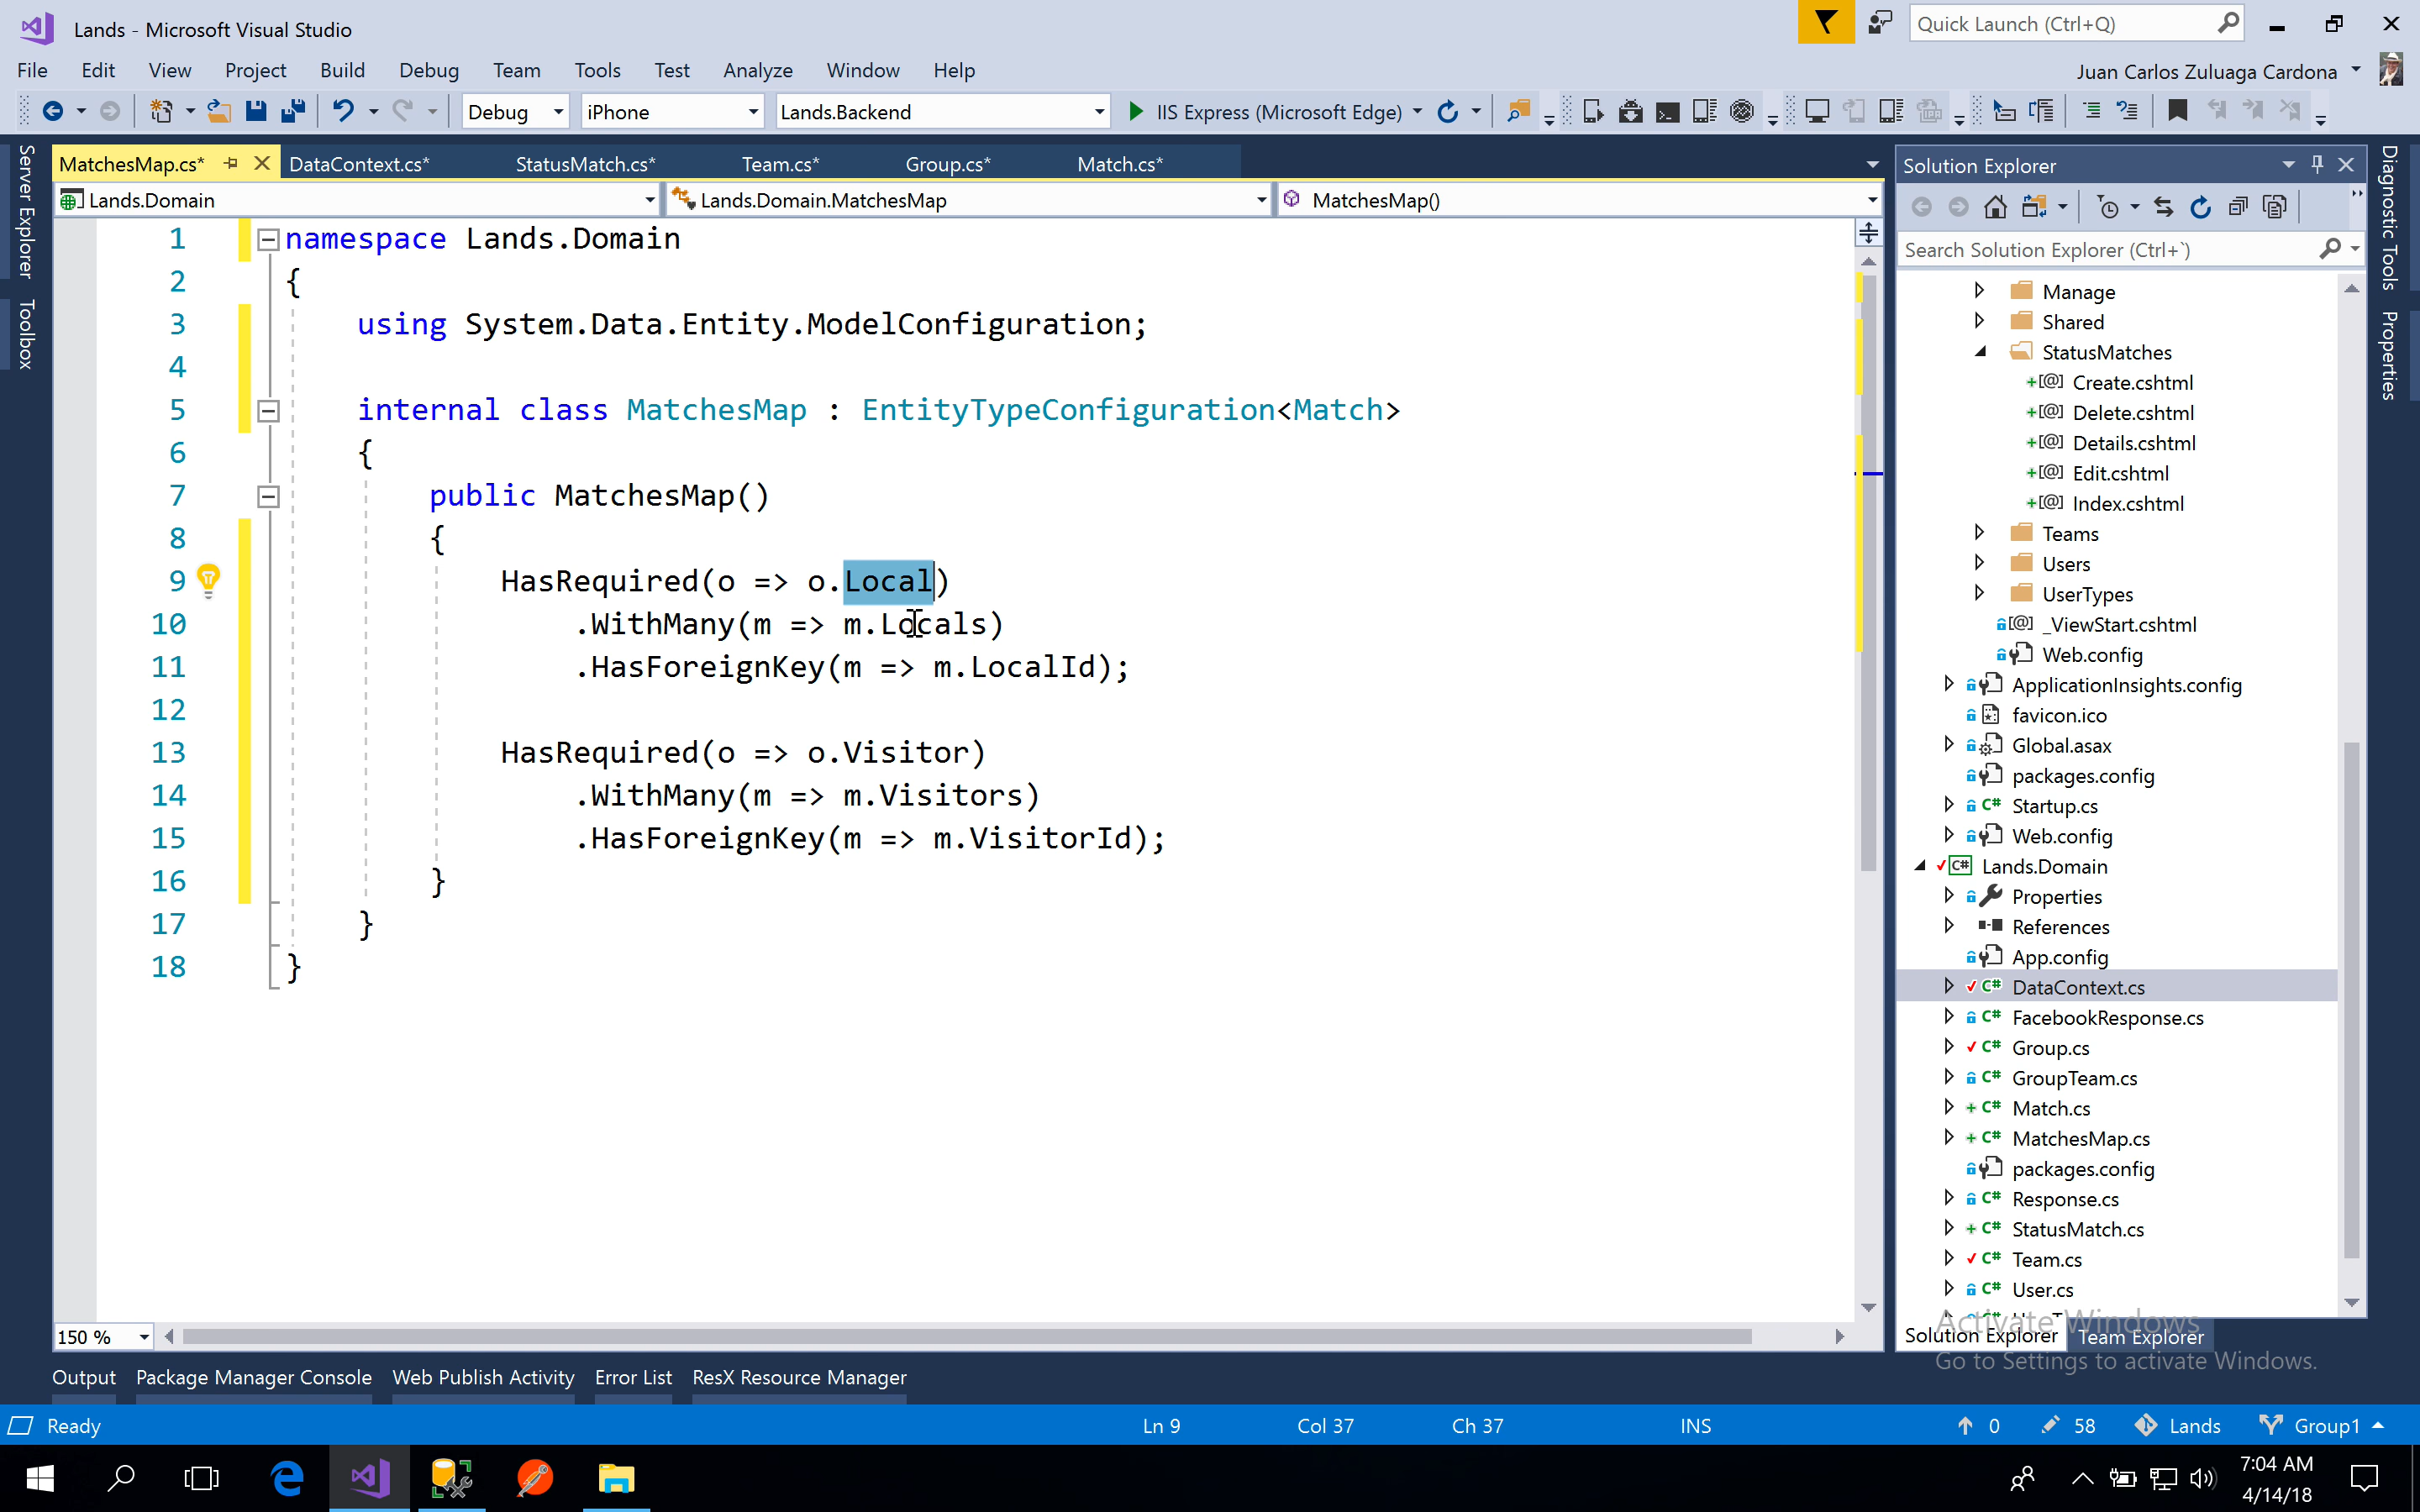 Lands - Microsoft Visual Studio
Quick Launch (Ctrl+Q)
File Edit View Project Build Debug Team Tools Test Analyze Window Help
Juan Carlos Zuluaga Cardona
Debug iPhone Lands.Backend IIS Express (Microsoft Edge)
Server Explorer
Toolbox
MatchesMap.cs* DataContext.cs* StatusMatch.cs* Team.cs* Group.cs* Match.cs*
Lands.Domain Lands.Domain.MatchesMap MatchesMap()
1 namespace Lands.Domain
2 {
3 using System.Data.Entity.ModelConfiguration;
4
5 internal class MatchesMap : EntityTypeConfiguration<Match>
6 {
7 public MatchesMap()
8 {
9 HasRequired(o => o.Local)
10 .WithMany(m => m.Locals)
11 .HasForeignKey(m => m.LocalId);
12
13 HasRequired(o => o.Visitor)
14 .WithMany(m => m.Visitors)
15 .HasForeignKey(m => m.VisitorId);
16 }
17 }
18 }
150 %
Solution Explorer
Search Solution Explorer (Ctrl+`)
Manage
Shared
StatusMatches
+[@] Create.cshtml
+[@] Delete.cshtml
+[@] Details.cshtml
+[@] Edit.cshtml
+[@] Index.cshtml
Teams
Users
UserTypes
[@] _ViewStart.cshtml
Web.config
ApplicationInsights.config
favicon.ico
Global.asax
packages.config
C# Startup.cs
Web.config
C# Lands.Domain
Properties
References
App.config
C# DataContext.cs
C# FacebookResponse.cs
C# Group.cs
C# GroupTeam.cs
+ C# Match.cs
+ C# MatchesMap.cs
packages.config
C# Response.cs
+ C# StatusMatch.cs
C# Team.cs
C# User.cs
Solution Explorer Team Explorer
Activate Windows
Go to Settings to activate Windows.
Diagnostic Tools
Properties
Output Package Manager Console Web Publish Activity Error List ResX Resource Manager
Ready Ln 9 Col 37 Ch 37 INS 0 58 Lands Group1
7:04 AM
4/14/18